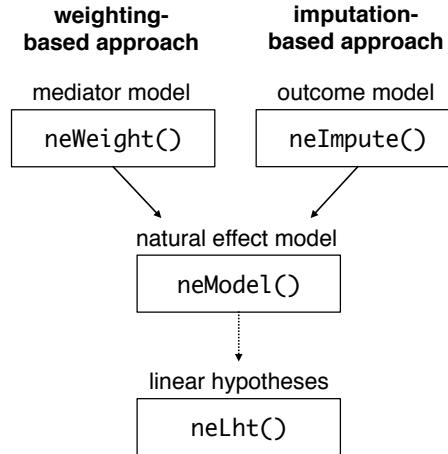 weighting-
based approach
imputation-
based approach
mediator model
outcome model
neWeight()
neImpute()
natural effect model
neModel()
linear hypotheses
neLht()